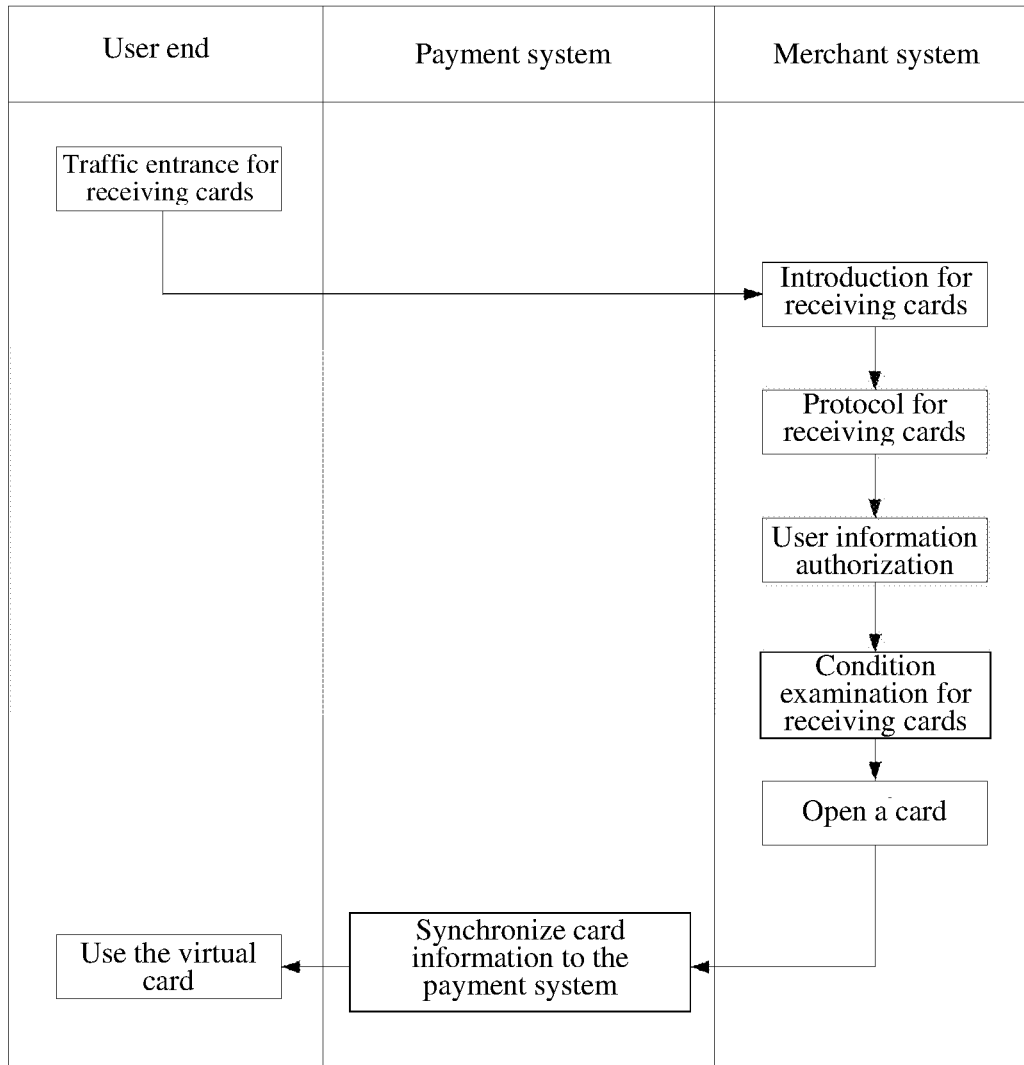 User end
Payment system
Merchant system
Traffic entrance for
receiving cards
Introduction for
receiving cards
Protocol for
receiving cards
User information
authorization
Condition
examination for
receiving cards
Open a card
Synchronize card
information to the
payment system
Use the virtual
card